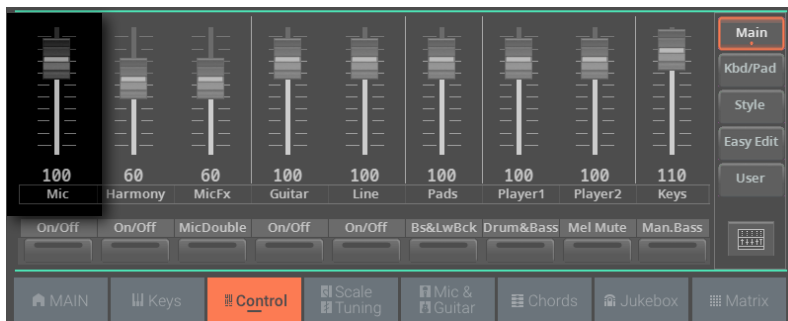 Main
Kbd/Pad
Style
Easy Edit
User
100 60 60 100 100 100 100 100 110
Mic Harmony MicFx Guitar Line Pads Player1 Player2 Keys
On/Off On/Off MicDouble On/Off On/Off Bs&LwBck Drum&Bass Mel Mute Man.Bass
MAIN Keys Control Scale Tuning Mic & Guitar Chords Jukebox Matrix